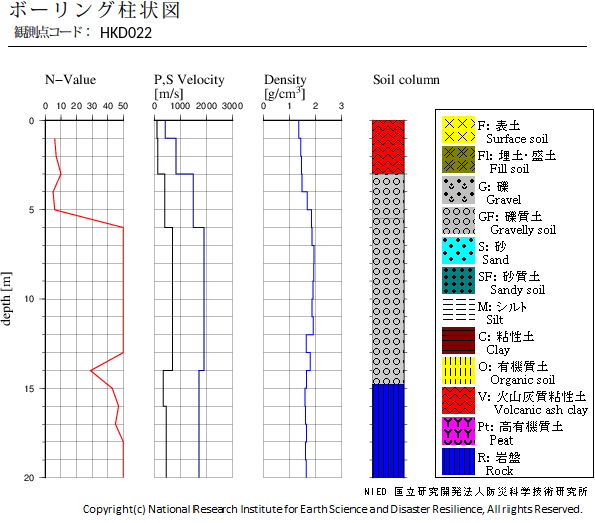 ボーリング柱状図
観測点コード： HKD022
N−Value
0 10 20 30 40 50
P,S Velocity
[m/s]
0 1000 2000 3000
Density
[g/cm³]
0 1 2 3
Soil column
depth [m]
0
5
10
15
20
F: 表土
Surface soil
Fl: 埋土・盛土
Fill soil
G: 礫
Gravel
GF: 礫質土
Gravelly soil
S: 砂
Sand
SF: 砂質土
Sandy soil
M: シルト
Silt
C: 粘性土
Clay
O: 有機質土
Organic soil
V: 火山灰質粘性土
Volcanic ash clay
Pt: 高有機質土
Peat
R: 岩盤
Rock
NIED 国立研究開発法人防災科学技術研究所
Copyright(c) National Research Institute for Earth Science and Disaster Resilience, All rights Reserved.